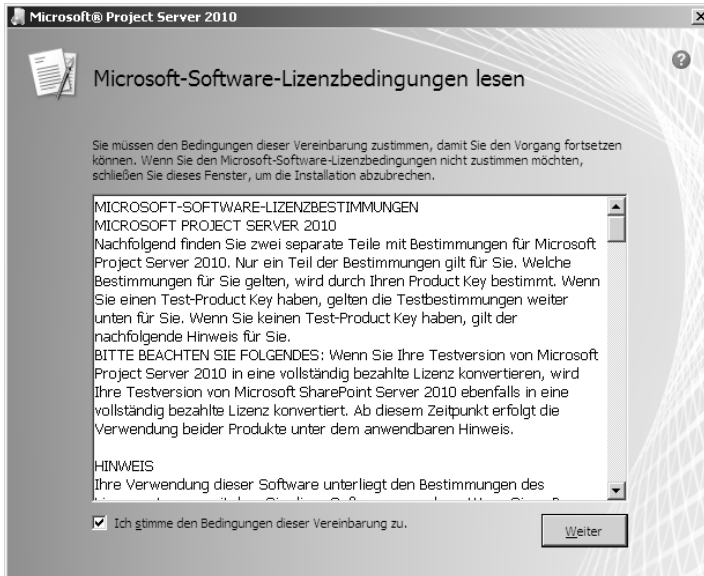 Microsoft® Project Server 2010
Microsoft-Software-Lizenzbedingungen lesen
Sie müssen den Bedingungen dieser Vereinbarung zustimmen, damit Sie den Vorgang fortsetzen
können. Wenn Sie den Microsoft-Software-Lizenzbedingungen nicht zustimmen möchten,
schließen Sie dieses Fenster, um die Installation abzubrechen.
MICROSOFT-SOFTWARE-LIZENZBESTIMMUNGEN
MICROSOFT PROJECT SERVER 2010
Nachfolgend finden Sie zwei separate Teile mit Bestimmungen für Microsoft
Project Server 2010. Nur ein Teil der Bestimmungen gilt für Sie. Welche
Bestimmungen für Sie gelten, wird durch Ihren Product Key bestimmt. Wenn
Sie einen Test-Product Key haben, gelten die Testbestimmungen weiter
unten für Sie. Wenn Sie keinen Test-Product Key haben, gilt der
nachfolgende Hinweis für Sie.
BITTE BEACHTEN SIE FOLGENDES: Wenn Sie Ihre Testversion von Microsoft
Project Server 2010 in eine vollständig bezahlte Lizenz konvertieren, wird
Ihre Testversion von Microsoft SharePoint Server 2010 ebenfalls in eine
vollständig bezahlte Lizenz konvertiert. Ab diesem Zeitpunkt erfolgt die
Verwendung beider Produkte unter dem anwendbaren Hinweis.
HINWEIS
Ihre Verwendung dieser Software unterliegt den Bestimmungen des
Ich stimme den Bedingungen dieser Vereinbarung zu.
Weiter